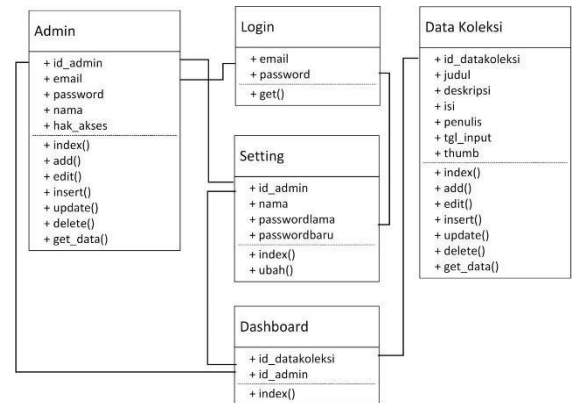 Admin
+ id_admin
+ email
+ password
+ nama
+ hak_akses
+ index()
+ add()
+ edit()
+ insert()
+ update()
+ delete()
+ get_data()
Login
+ email
+ password
+ get()
Setting
+ id_admin
+ nama
+ passwordlama
+ passwordbaru
+ index()
+ ubah()
Dashboard
+ id_datakoleksi
+ id_admin
+ index()
Data Koleksi
+ id_datakoleksi
+ judul
+ deskripsi
+ isi
+ penulis
+ tgl_input
+ thumb
+ index()
+ add()
+ edit()
+ insert()
+ update()
+ delete()
+ get_data()